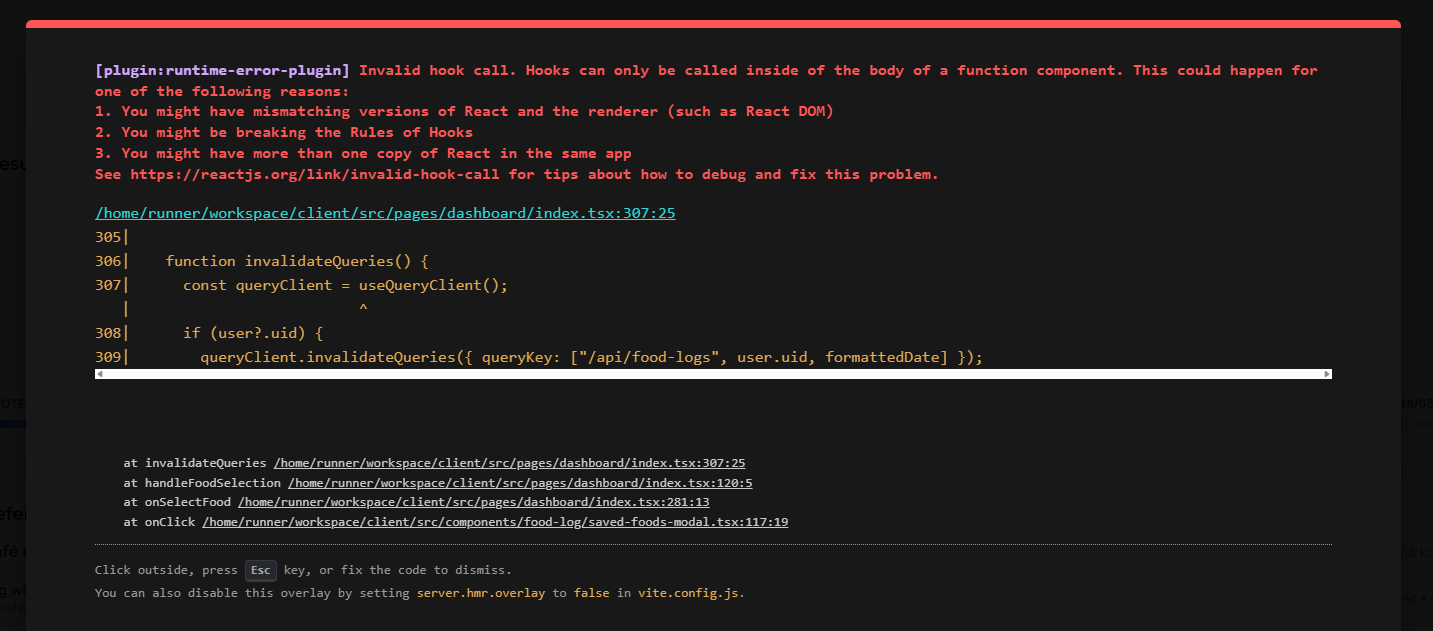 [plugin:runtime-error-plugin] Invalid hook call. Hooks can only be called inside of the body of a function component. This could happen for
one of the following reasons:
1. You might have mismatching versions of React and the renderer (such as React DOM)
2. You might be breaking the Rules of Hooks
3. You might have more than one copy of React in the same app
See https://reactjs.org/link/invalid-hook-call for tips about how to debug and fix this problem.
/home/runner/workspace/client/src/pages/dashboard/index.tsx:307:25
305|
306|    function invalidateQueries() {
307|      const queryClient = useQueryClient();
   |                          ^
308|      if (user?.uid) {
309|        queryClient.invalidateQueries({ queryKey: ["/api/food-logs", user.uid, formattedDate] });
at invalidateQueries /home/runner/workspace/client/src/pages/dashboard/index.tsx:307:25
at handleFoodSelection /home/runner/workspace/client/src/pages/dashboard/index.tsx:120:5
at onSelectFood /home/runner/workspace/client/src/pages/dashboard/index.tsx:281:13
at onClick /home/runner/workspace/client/src/components/food-log/saved-foods-modal.tsx:117:19
Click outside, press Esc key, or fix the code to dismiss.
You can also disable this overlay by setting server.hmr.overlay to false in vite.config.js.